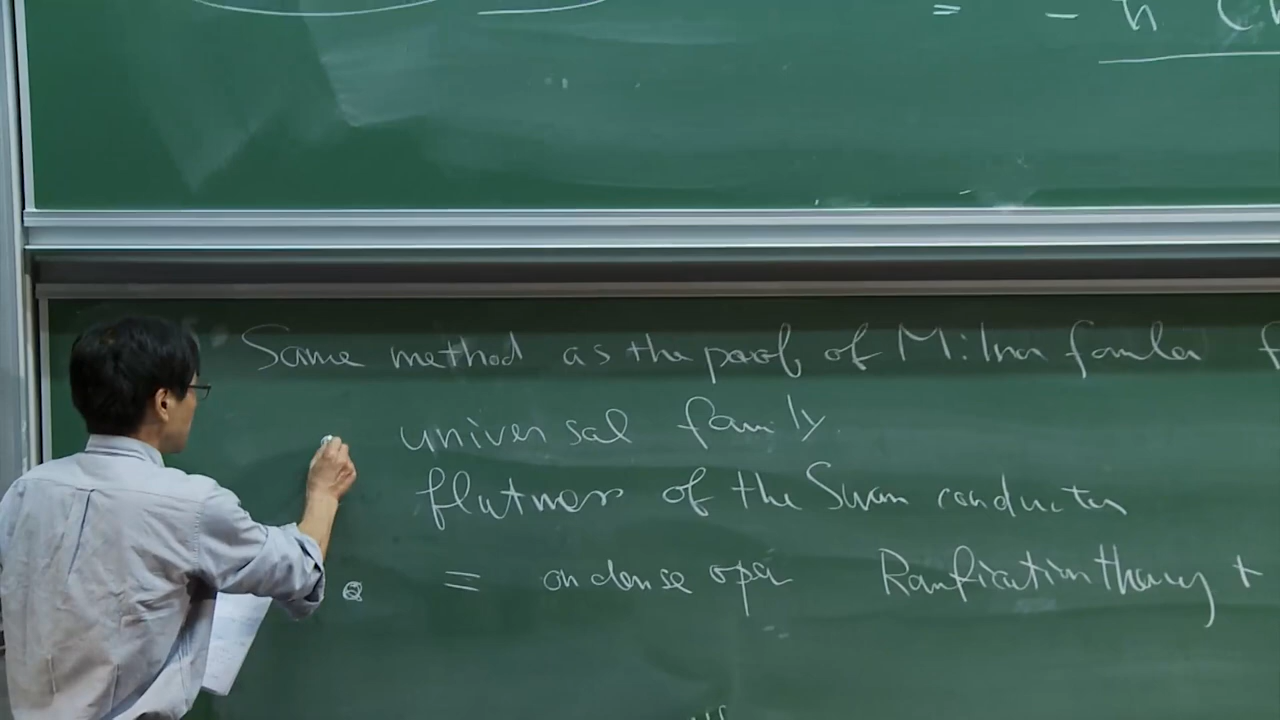 = - n (
Same method as the proof of Milnor formula f
universal family.
flatness of the Swan conductor
= on dense open Ramification theory +